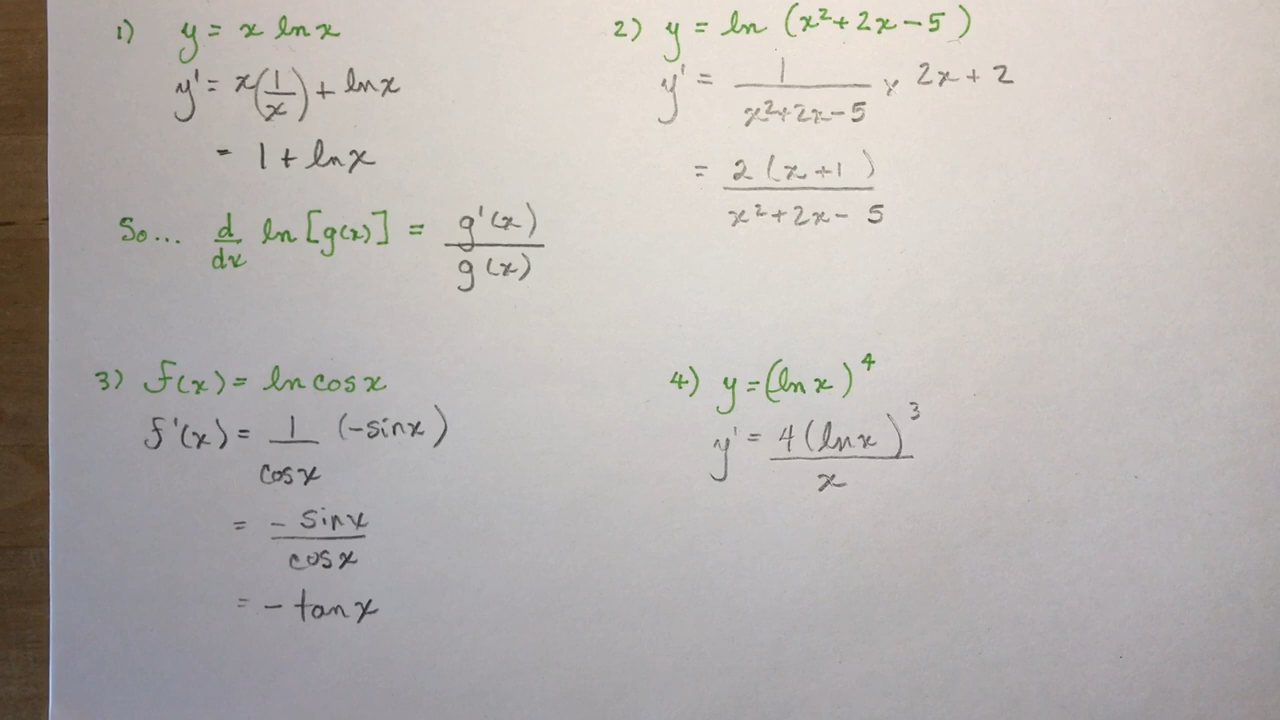 1) y = x ln x
y' = x(1/x) + ln x
= 1 + ln x
So... d/dx ln [g(x)] = g'(x)/g(x)
2) y = ln (x² + 2x - 5)
y' = 1/(x² + 2x - 5) × 2x + 2
= 2(x + 1)/(x² + 2x - 5)
3) f(x) = ln cos x
f'(x) = 1/cos x (-sin x)
= -sin x/cos x
= - tan x
4) y = (ln x)⁴
y' = 4(ln x)³/x